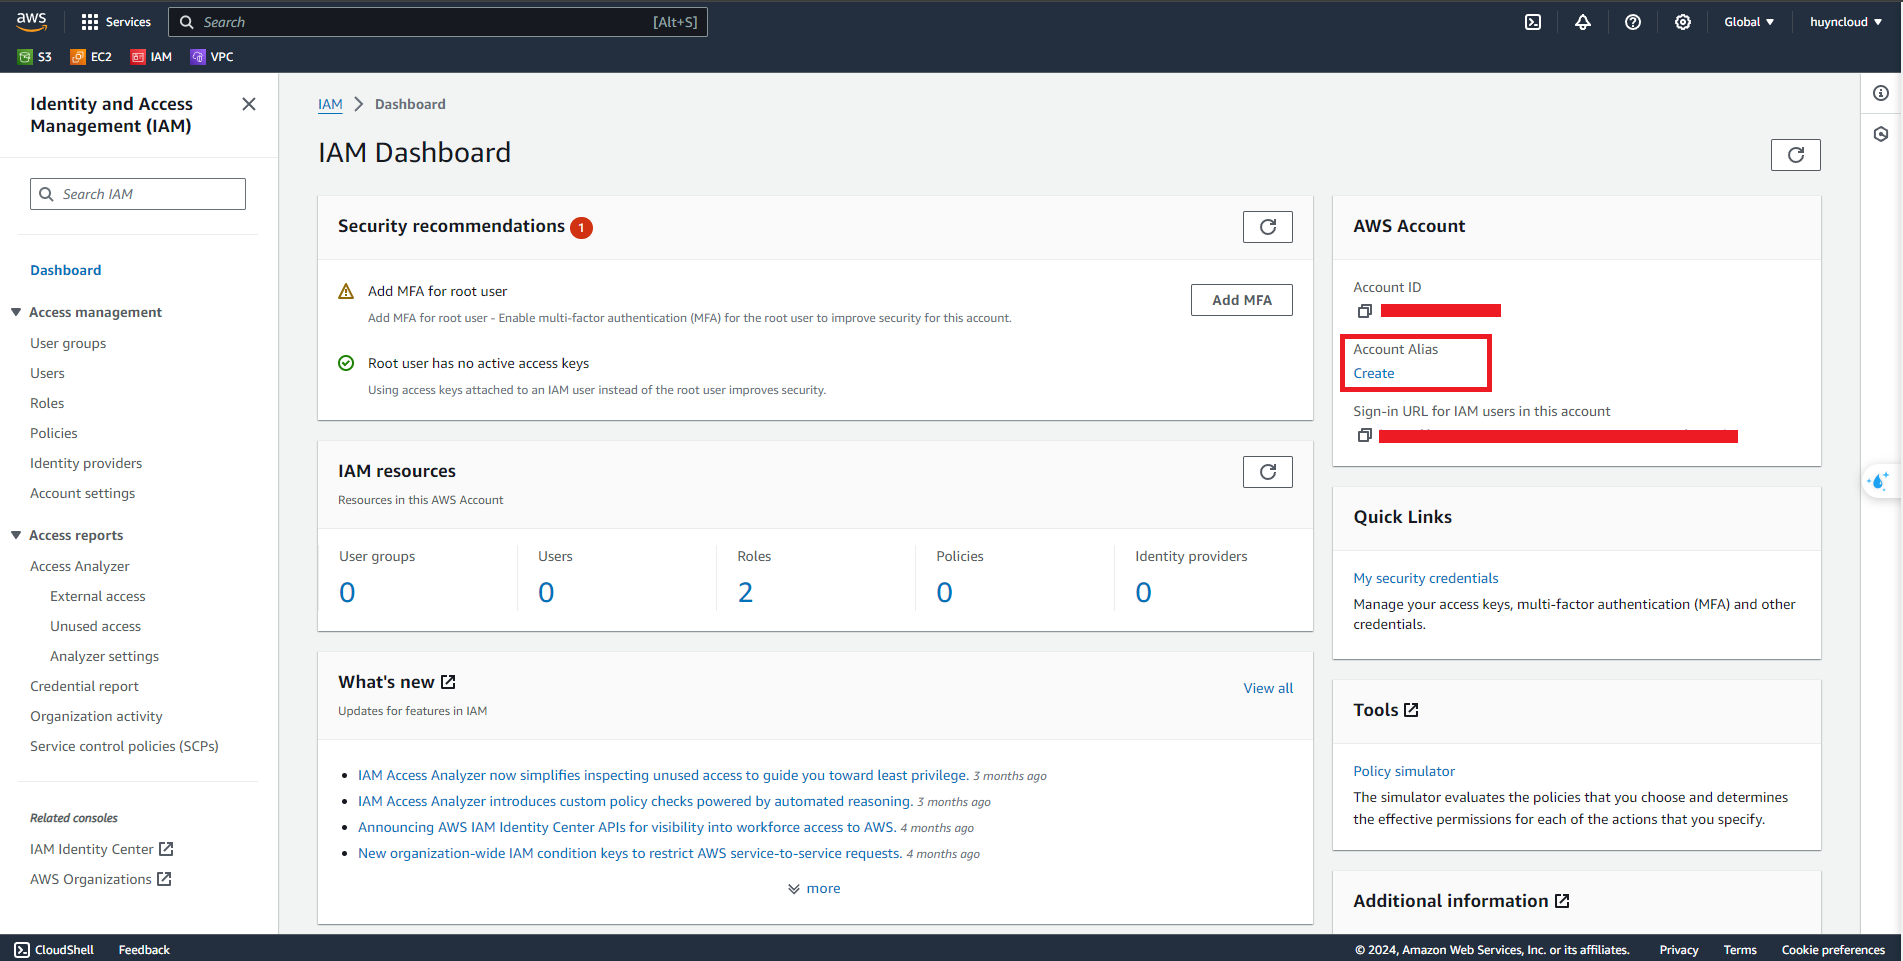 aws
Services
Search
[Alt+S]
Global
huyncloud
S3
EC2
IAM
VPC
Identity and Access
Management (IAM)
Search IAM
Dashboard
Access management
User groups
Users
Roles
Policies
Identity providers
Account settings
Access reports
Access Analyzer
External access
Unused access
Analyzer settings
Credential report
Organization activity
Service control policies (SCPs)
Related consoles
IAM Identity Center
AWS Organizations
IAM
Dashboard
IAM Dashboard
Security recommendations
1
Add MFA for root user
Add MFA for root user - Enable multi-factor authentication (MFA) for the root user to improve security for this account.
Add MFA
Root user has no active access keys
Using access keys attached to an IAM user instead of the root user improves security.
IAM resources
Resources in this AWS Account
User groups
0
Users
0
Roles
2
Policies
0
Identity providers
0
What's new
Updates for features in IAM
View all
IAM Access Analyzer now simplifies inspecting unused access to guide you toward least privilege. 3 months ago
IAM Access Analyzer introduces custom policy checks powered by automated reasoning. 3 months ago
Announcing AWS IAM Identity Center APIs for visibility into workforce access to AWS. 4 months ago
New organization-wide IAM condition keys to restrict AWS service-to-service requests. 4 months ago
more
AWS Account
Account ID
Account Alias
Create
Sign-in URL for IAM users in this account
Quick Links
My security credentials
Manage your access keys, multi-factor authentication (MFA) and other
credentials.
Tools
Policy simulator
The simulator evaluates the policies that you choose and determines
the effective permissions for each of the actions that you specify.
Additional information
CloudShell
Feedback
© 2024, Amazon Web Services, Inc. or its affiliates.
Privacy
Terms
Cookie preferences